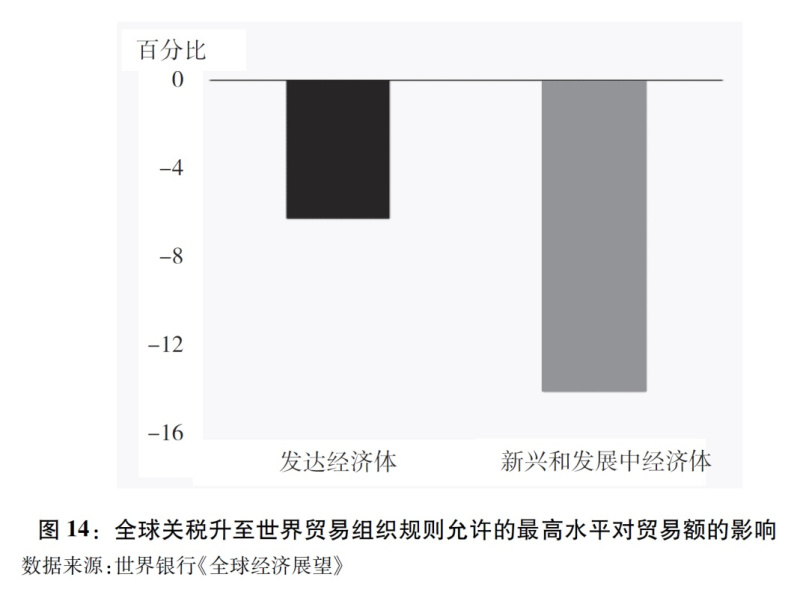 百分比
0
-4
-8
-12
-16
发达经济体 新兴和发展中经济体
图 14：全球关税升至世界贸易组织规则允许的最高水平对贸易额的影响
数据来源:世界银行《全球经济展望》